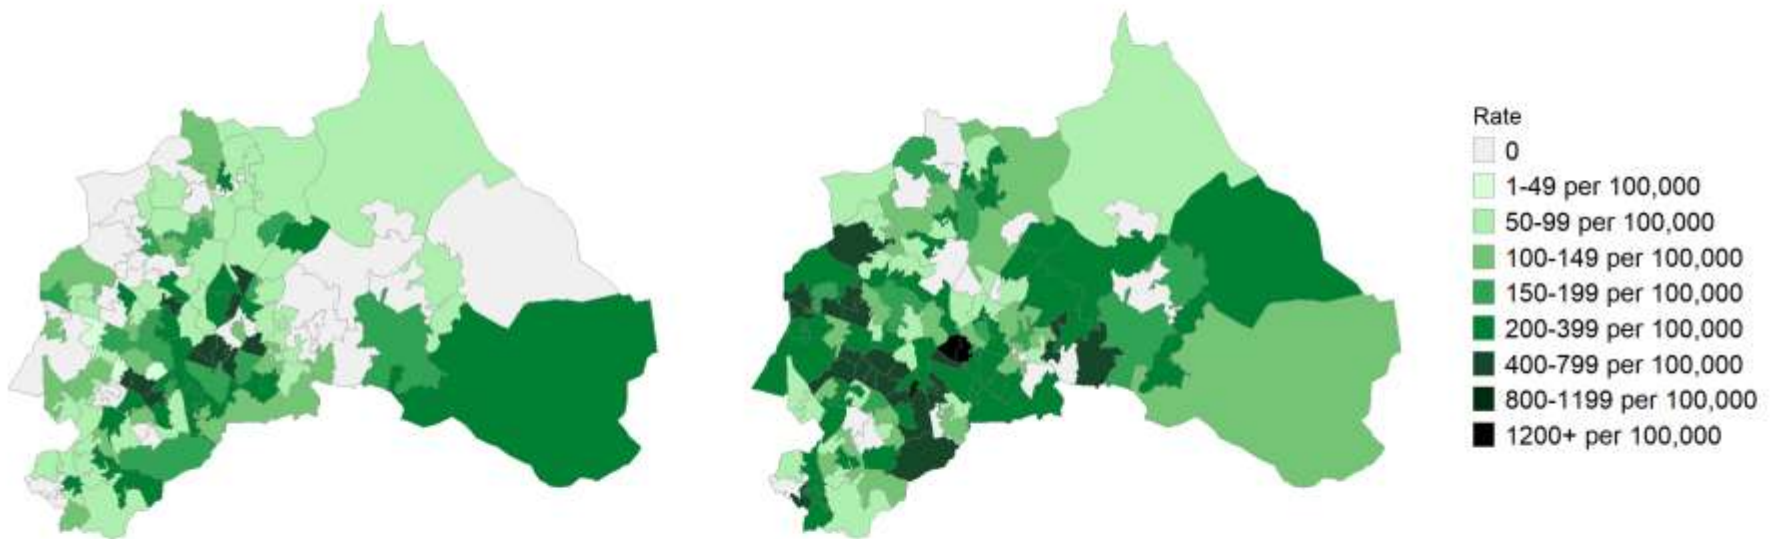 Rate
0
1-49 per 100,000
50-99 per 100,000
100-149 per 100,000
150-199 per 100,000
200-399 per 100,000
400-799 per 100,000
800-1199 per 100,000
1200+ per 100,000